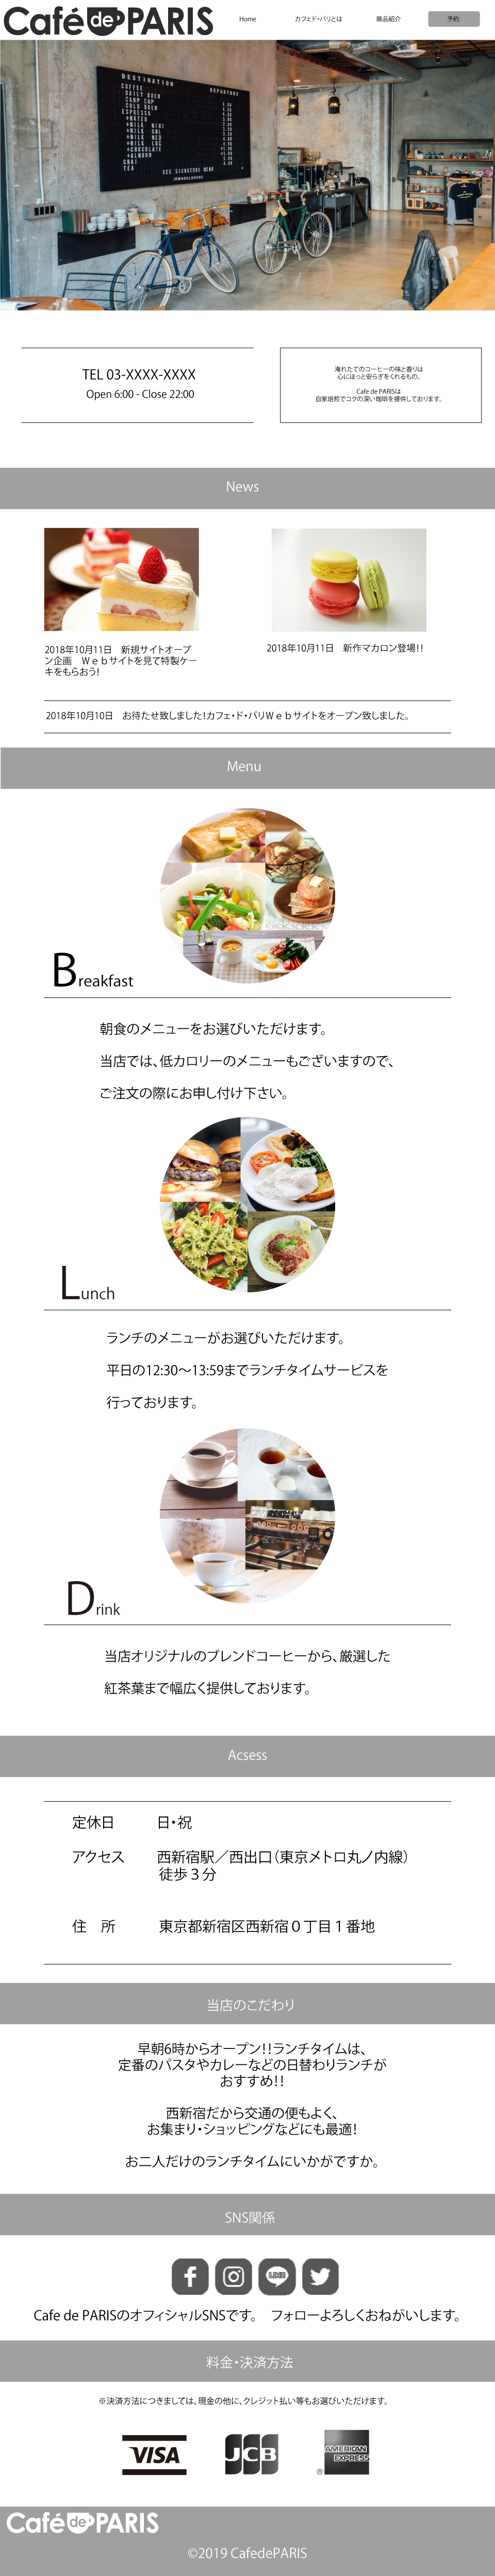 Café de PARIS
Home
カフェド・パリとは
商品紹介
予約
DESTINATION
DEPARTURE
COFFEE
DAILY CUP
CAMP CUP
COLD BREW
ESPRESSO
+WATER
+MILK MINI
+MILK SML
+MILK MED
+MILK LRG
+CHOCOLATE
+ALMOND
CHAI
TEA
SEE SIGNATURE MENU
TEL 03-XXXX-XXXX
Open 6:00 - Close 22:00
淹れたてのコーヒーの味と香りは
心にほっと安らぎをくれるもの。
Cafe de PARISは
自家焙煎でコクの深い珈琲を提供しております。
News
2018年10月11日　新規サイトオープ
ン企画　Ｗｅｂサイトを見て特製ケー
キをもらおう！
2018年10月11日　新作マカロン登場！！
2018年10月10日　お待たせ致しました！カフェ・ド・パリＷｅｂサイトをオープン致しました。
Menu
Breakfast
朝食のメニューをお選びいただけます。
当店では、低カロリーのメニューもございますので、
ご注文の際にお申し付け下さい。
Lunch
ランチのメニューがお選びいただけます。
平日の12:30～13:59までランチタイムサービスを
行っております。
Drink
当店オリジナルのブレンドコーヒーから、厳選した
紅茶葉まで幅広く提供しております。
Acsess
定休日　日・祝
アクセス　西新宿駅／西出口（東京メトロ丸ノ内線）
徒歩３分
住　所　東京都新宿区西新宿０丁目１番地
当店のこだわり
早朝6時からオープン！！ランチタイムは、
定番のパスタやカレーなどの日替わりランチが
おすすめ！！
西新宿だから交通の便もよく、
お集まり・ショッピングなどにも最適！
お二人だけのランチタイムにいかがですか。
SNS関係
LINE
Cafe de PARISのオフィシャルSNSです。　フォローよろしくおねがいします。
料金・決済方法
※決済方法につきましては、現金の他に、クレジット払い等もお選びいただけます。
VISA
JCB
AMERICAN
EXPRESS
®
Café de PARIS
©2019 CafedePARIS